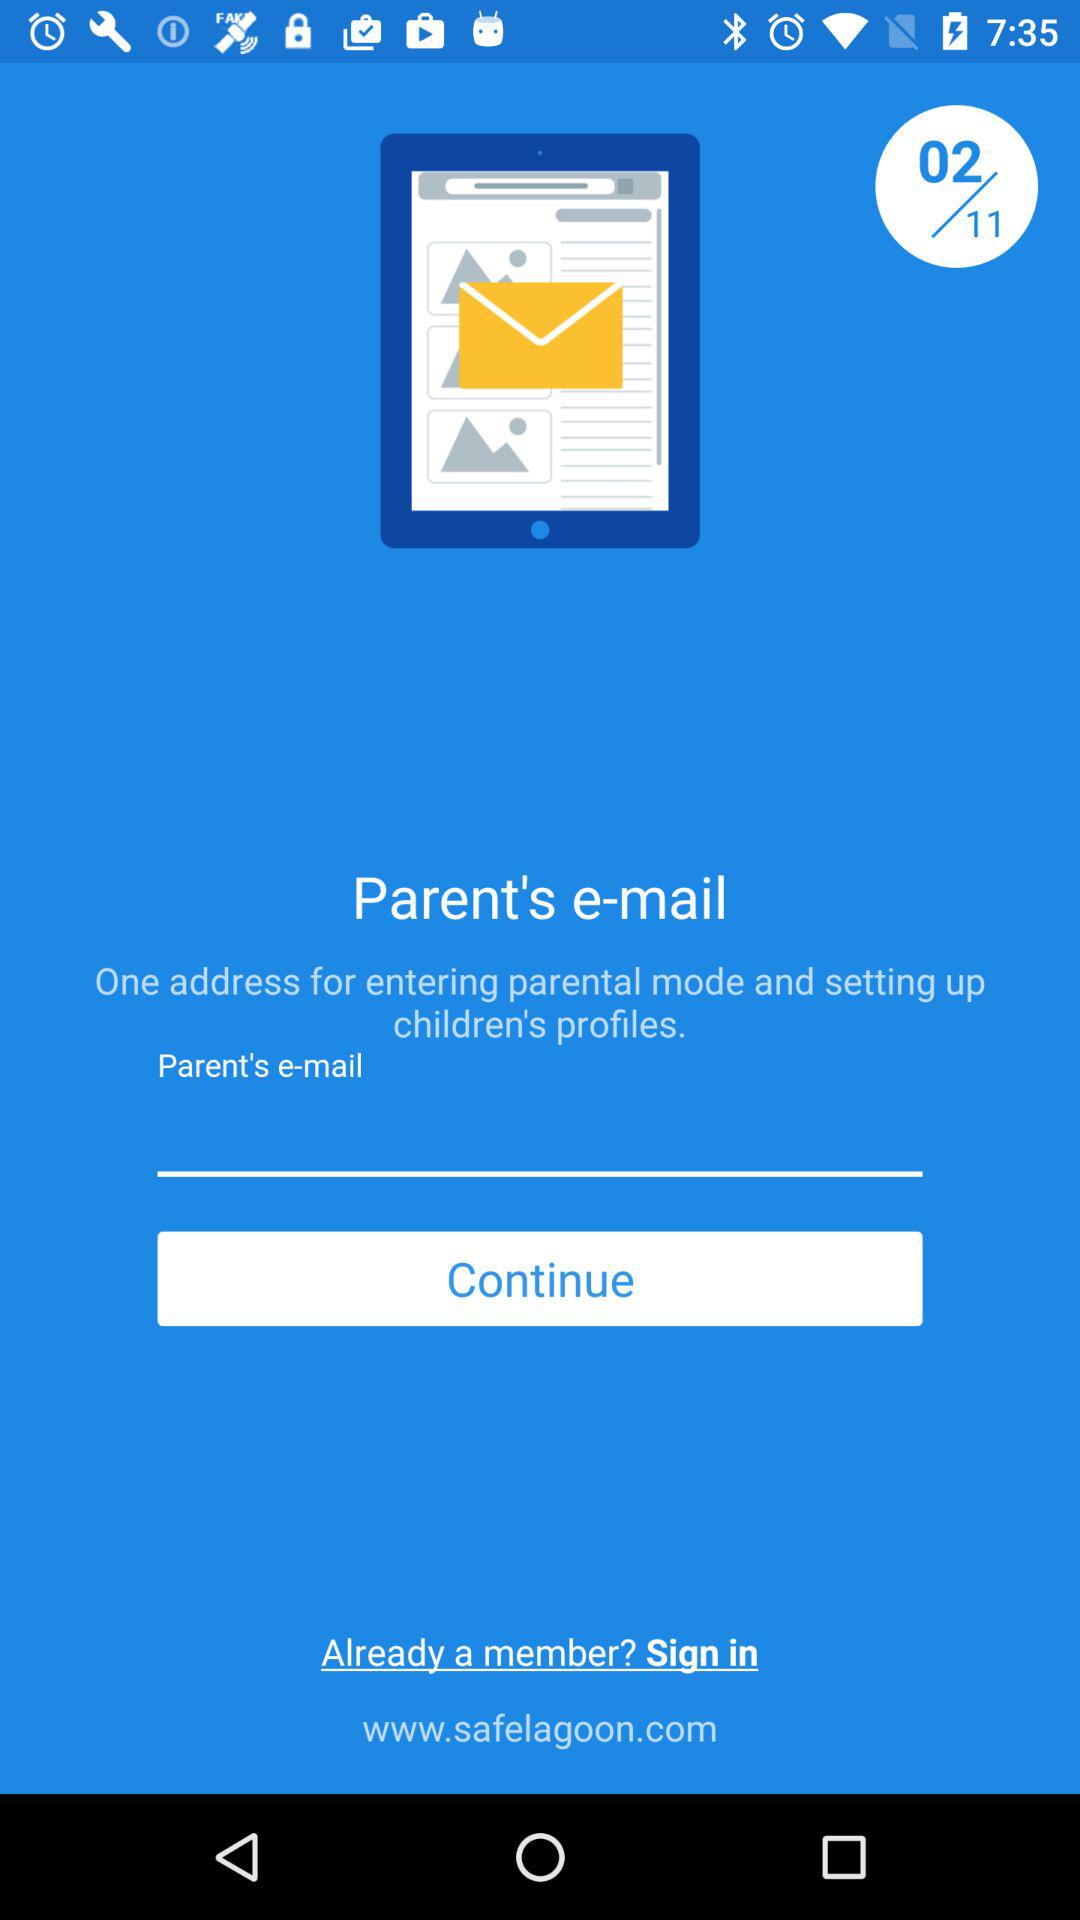 FAKE
7:35
02
11
Parent's e-mail
One address for entering parental mode and setting up
children's profiles.
Parent's e-mail
Continue
Already a member? Sign in
www.safelagoon.com